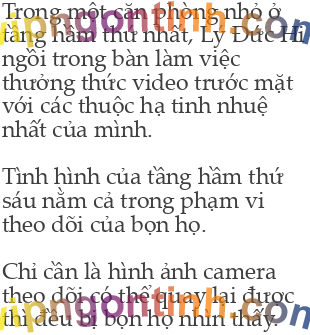 Trong một căn phòng nhỏ ở
tầng hầm thứ nhất, Lý Đức Hi
ngồi trong bàn làm việc
thưởng thức video trước mặt
với các thuộc hạ tinh nhuệ
nhất của mình.
Tình hình của tầng hầm thứ
sáu nằm cả trong phạm vi
theo dõi của bọn họ.
Chỉ cần là hình ảnh camera
theo dõi có thể quay lại được
thì đều bị bọn họ nhìn thấy.